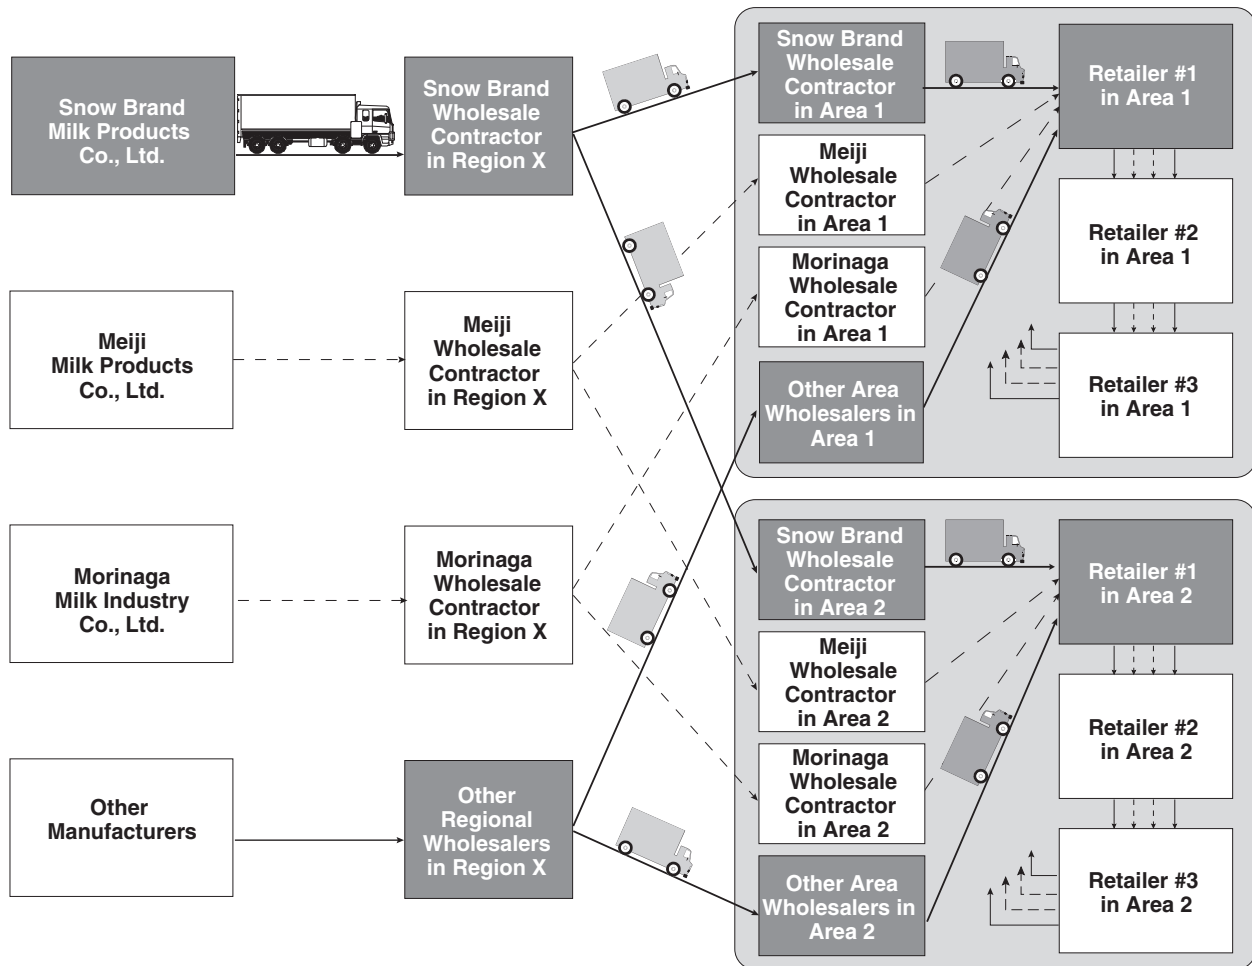 Snow Brand
Milk Products
Co., Ltd.
Snow Brand
Wholesale
Contractor
in Region X
Meiji
Milk Products
Co., Ltd.
Meiji
Wholesale
Contractor
in Region X
Morinaga
Milk Industry
Co., Ltd.
Morinaga
Wholesale
Contractor
in Region X
Other
Manufacturers
Other
Regional
Wholesalers
in Region X
Snow Brand
Wholesale
Contractor
in Area 1
Meiji
Wholesale
Contractor
in Area 1
Morinaga
Wholesale
Contractor
in Area 1
Other Area
Wholesalers in
Area 1
Retailer #1
in Area 1
Retailer #2
in Area 1
Retailer #3
in Area 1
Snow Brand
Wholesale
Contractor
in Area 2
Meiji
Wholesale
Contractor
in Area 2
Morinaga
Wholesale
Contractor
in Area 2
Other Area
Wholesalers in
Area 2
Retailer #1
in Area 2
Retailer #2
in Area 2
Retailer #3
in Area 2